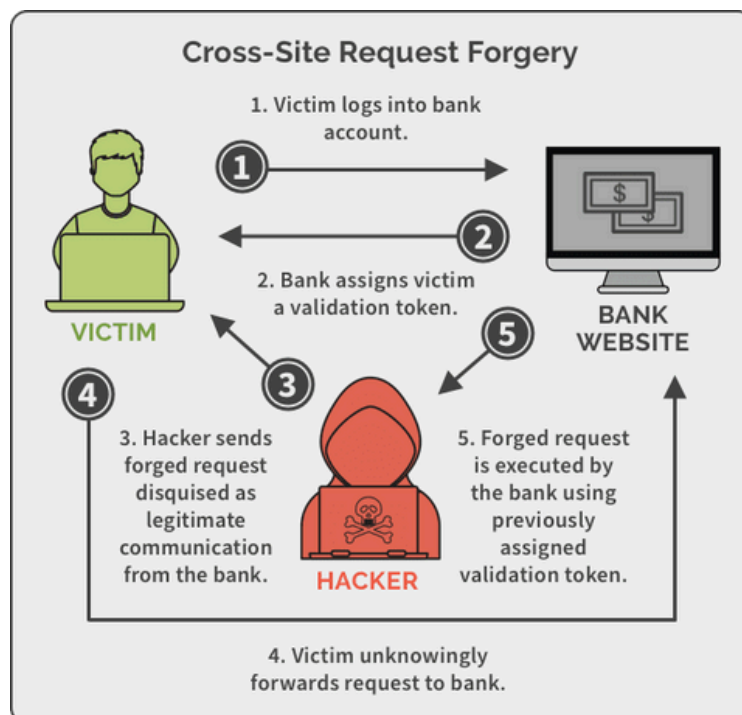 Cross-Site Request Forgery
1. Victim logs into bank
account.
1
2
2. Bank assigns victim
a validation token.
VICTIM
$
$
BANK
WEBSITE
5
3
4
3. Hacker sends
forged request
disquised as
legitimate
communication
from the bank.
HACKER
5. Forged request
is executed by
the bank using
previously
assigned
validation token.
4. Victim unknowingly
forwards request to bank.